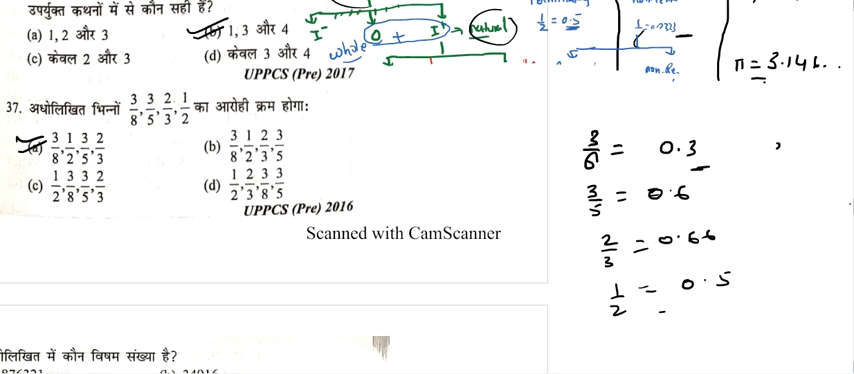 उपर्युक्त कथनों में से कौन सही हैं?
(a) 1, 2 और 3
(b) 1, 3 और 4
(c) केवल 2 और 3
(d) केवल 3 और 4
UPPCS (Pre) 2017
I⁻ 0 + I⁺ → natural
whole
1/2 = 0.5
non. Re.
π = 3.14
37. अधोलिखित भिन्नों 3/8, 3/5, 2/3, 1/2 का आरोही क्रम होगा:
(a) 3/8, 1/2, 3/5, 2/3
(b) 3/8, 1/2, 2/3, 3/5
(c) 1/2, 3/8, 3/5, 2/3
(d) 1/2, 2/3, 3/8, 3/5
UPPCS (Pre) 2016
Scanned with CamScanner
= 0.3
3/5 = 0.6
2/3 = 0.66
1/2 = 0.5
में कौन विषम संख्या है?